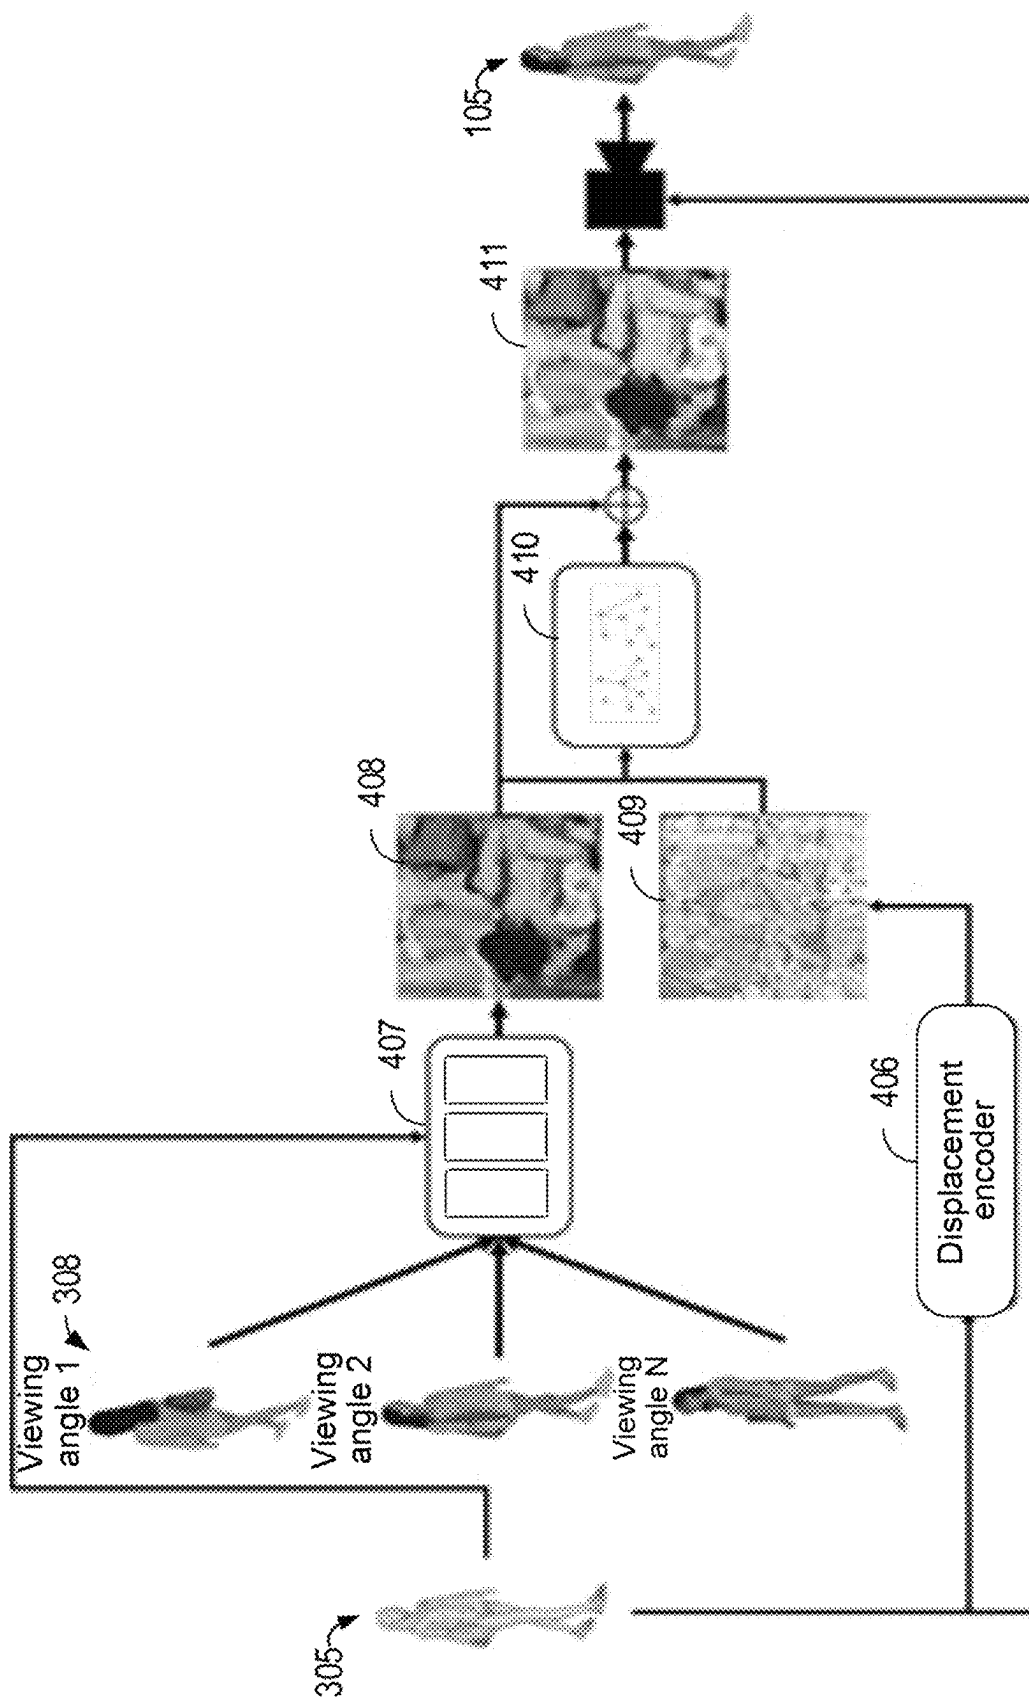 305
Viewing
angle 1
308
Viewing
angle 2
Viewing
angle N
407
406
Displacement
encoder
408
409
410
411
105